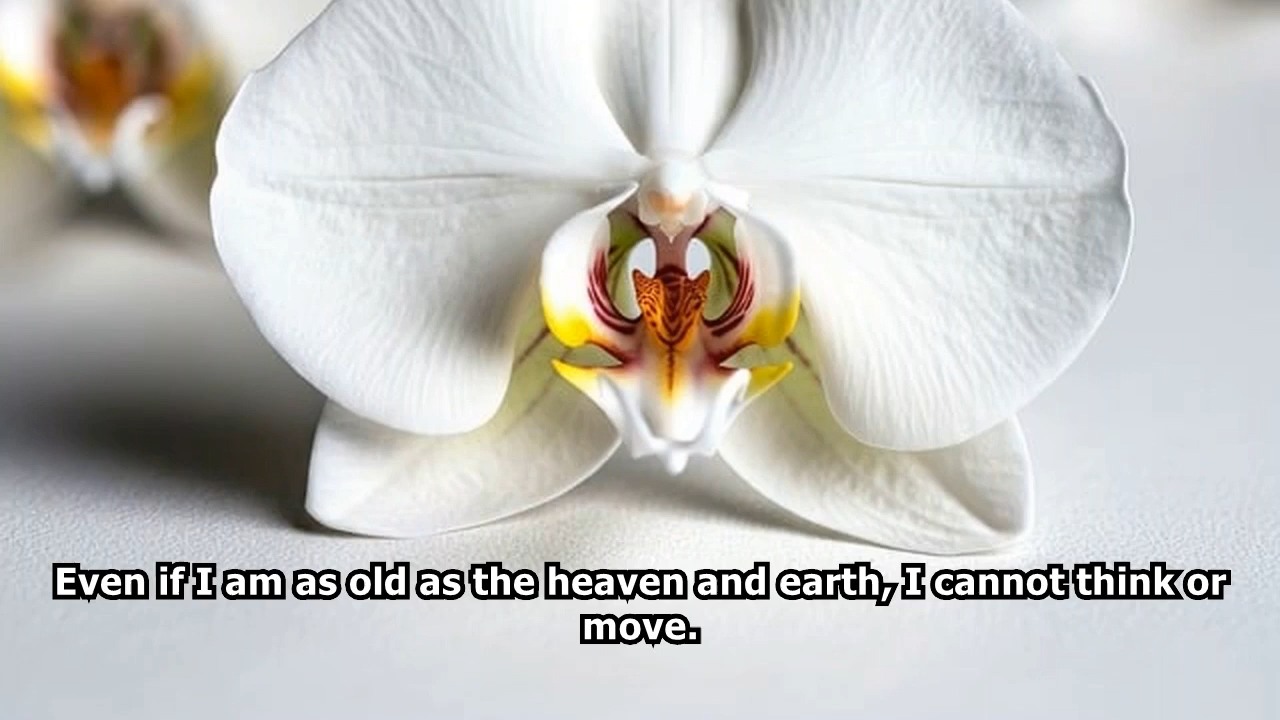 Even if I am as old as the heaven and earth, I cannot think or
move.